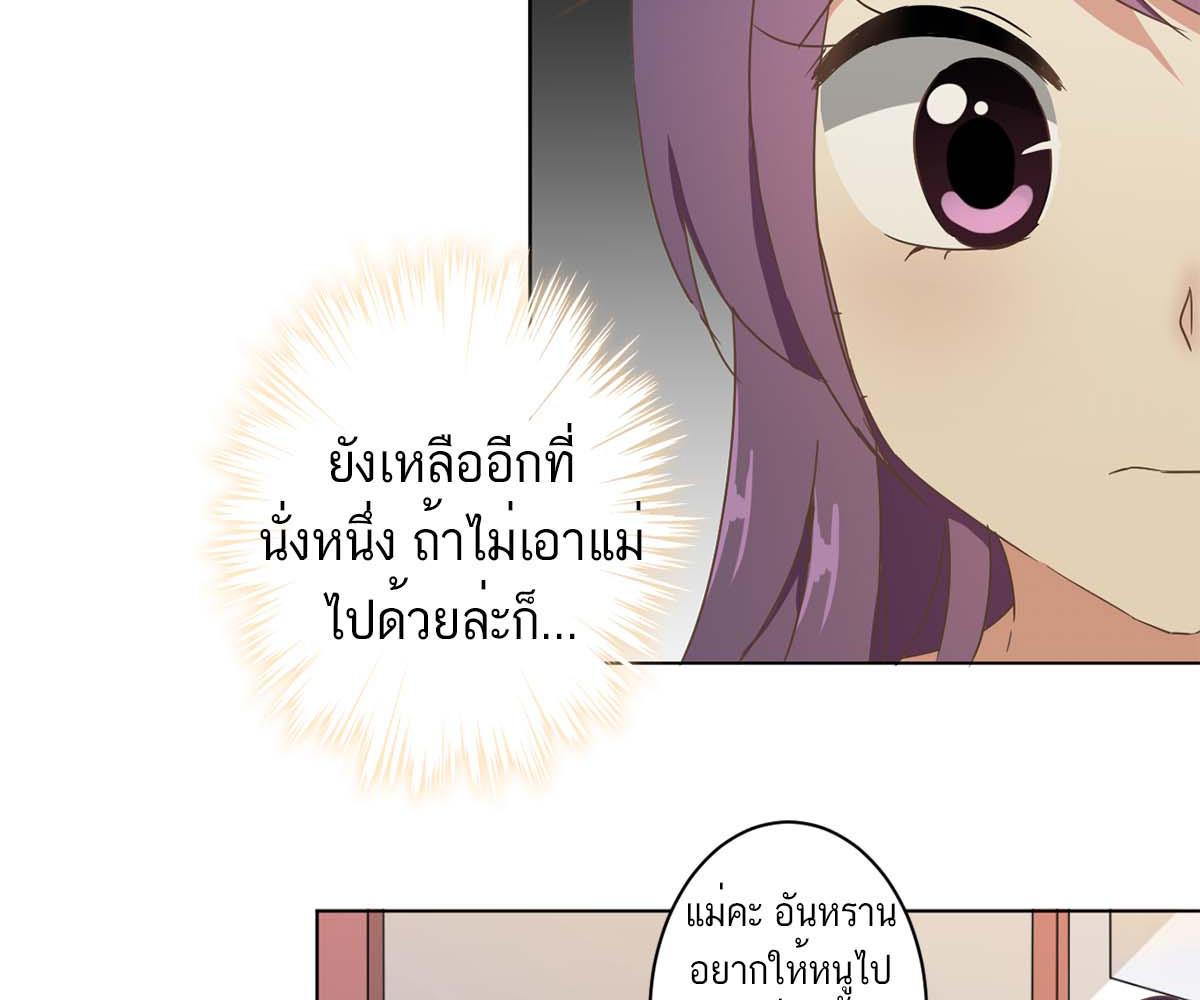 ยังเหลืออีกที่
นั่งหนึ่ง ถ้าไม่เอาแม่
ไปด้วยล่ะก็...
แม่คะ อันหราน
อยากให้หนูไป